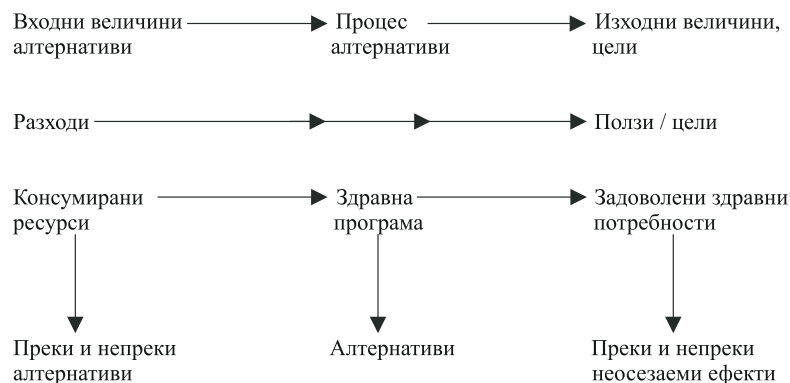 Входни величини
алтернативи
Процес
алтернативи
Изходни величини,
цели
Разходи
Ползи / цели
Консумирани
ресурси
Здравна
програма
Задоволени здравни
потребности
Преки и непреки
алтернативи
Алтернативи
Преки и непреки
неосезаеми ефекти